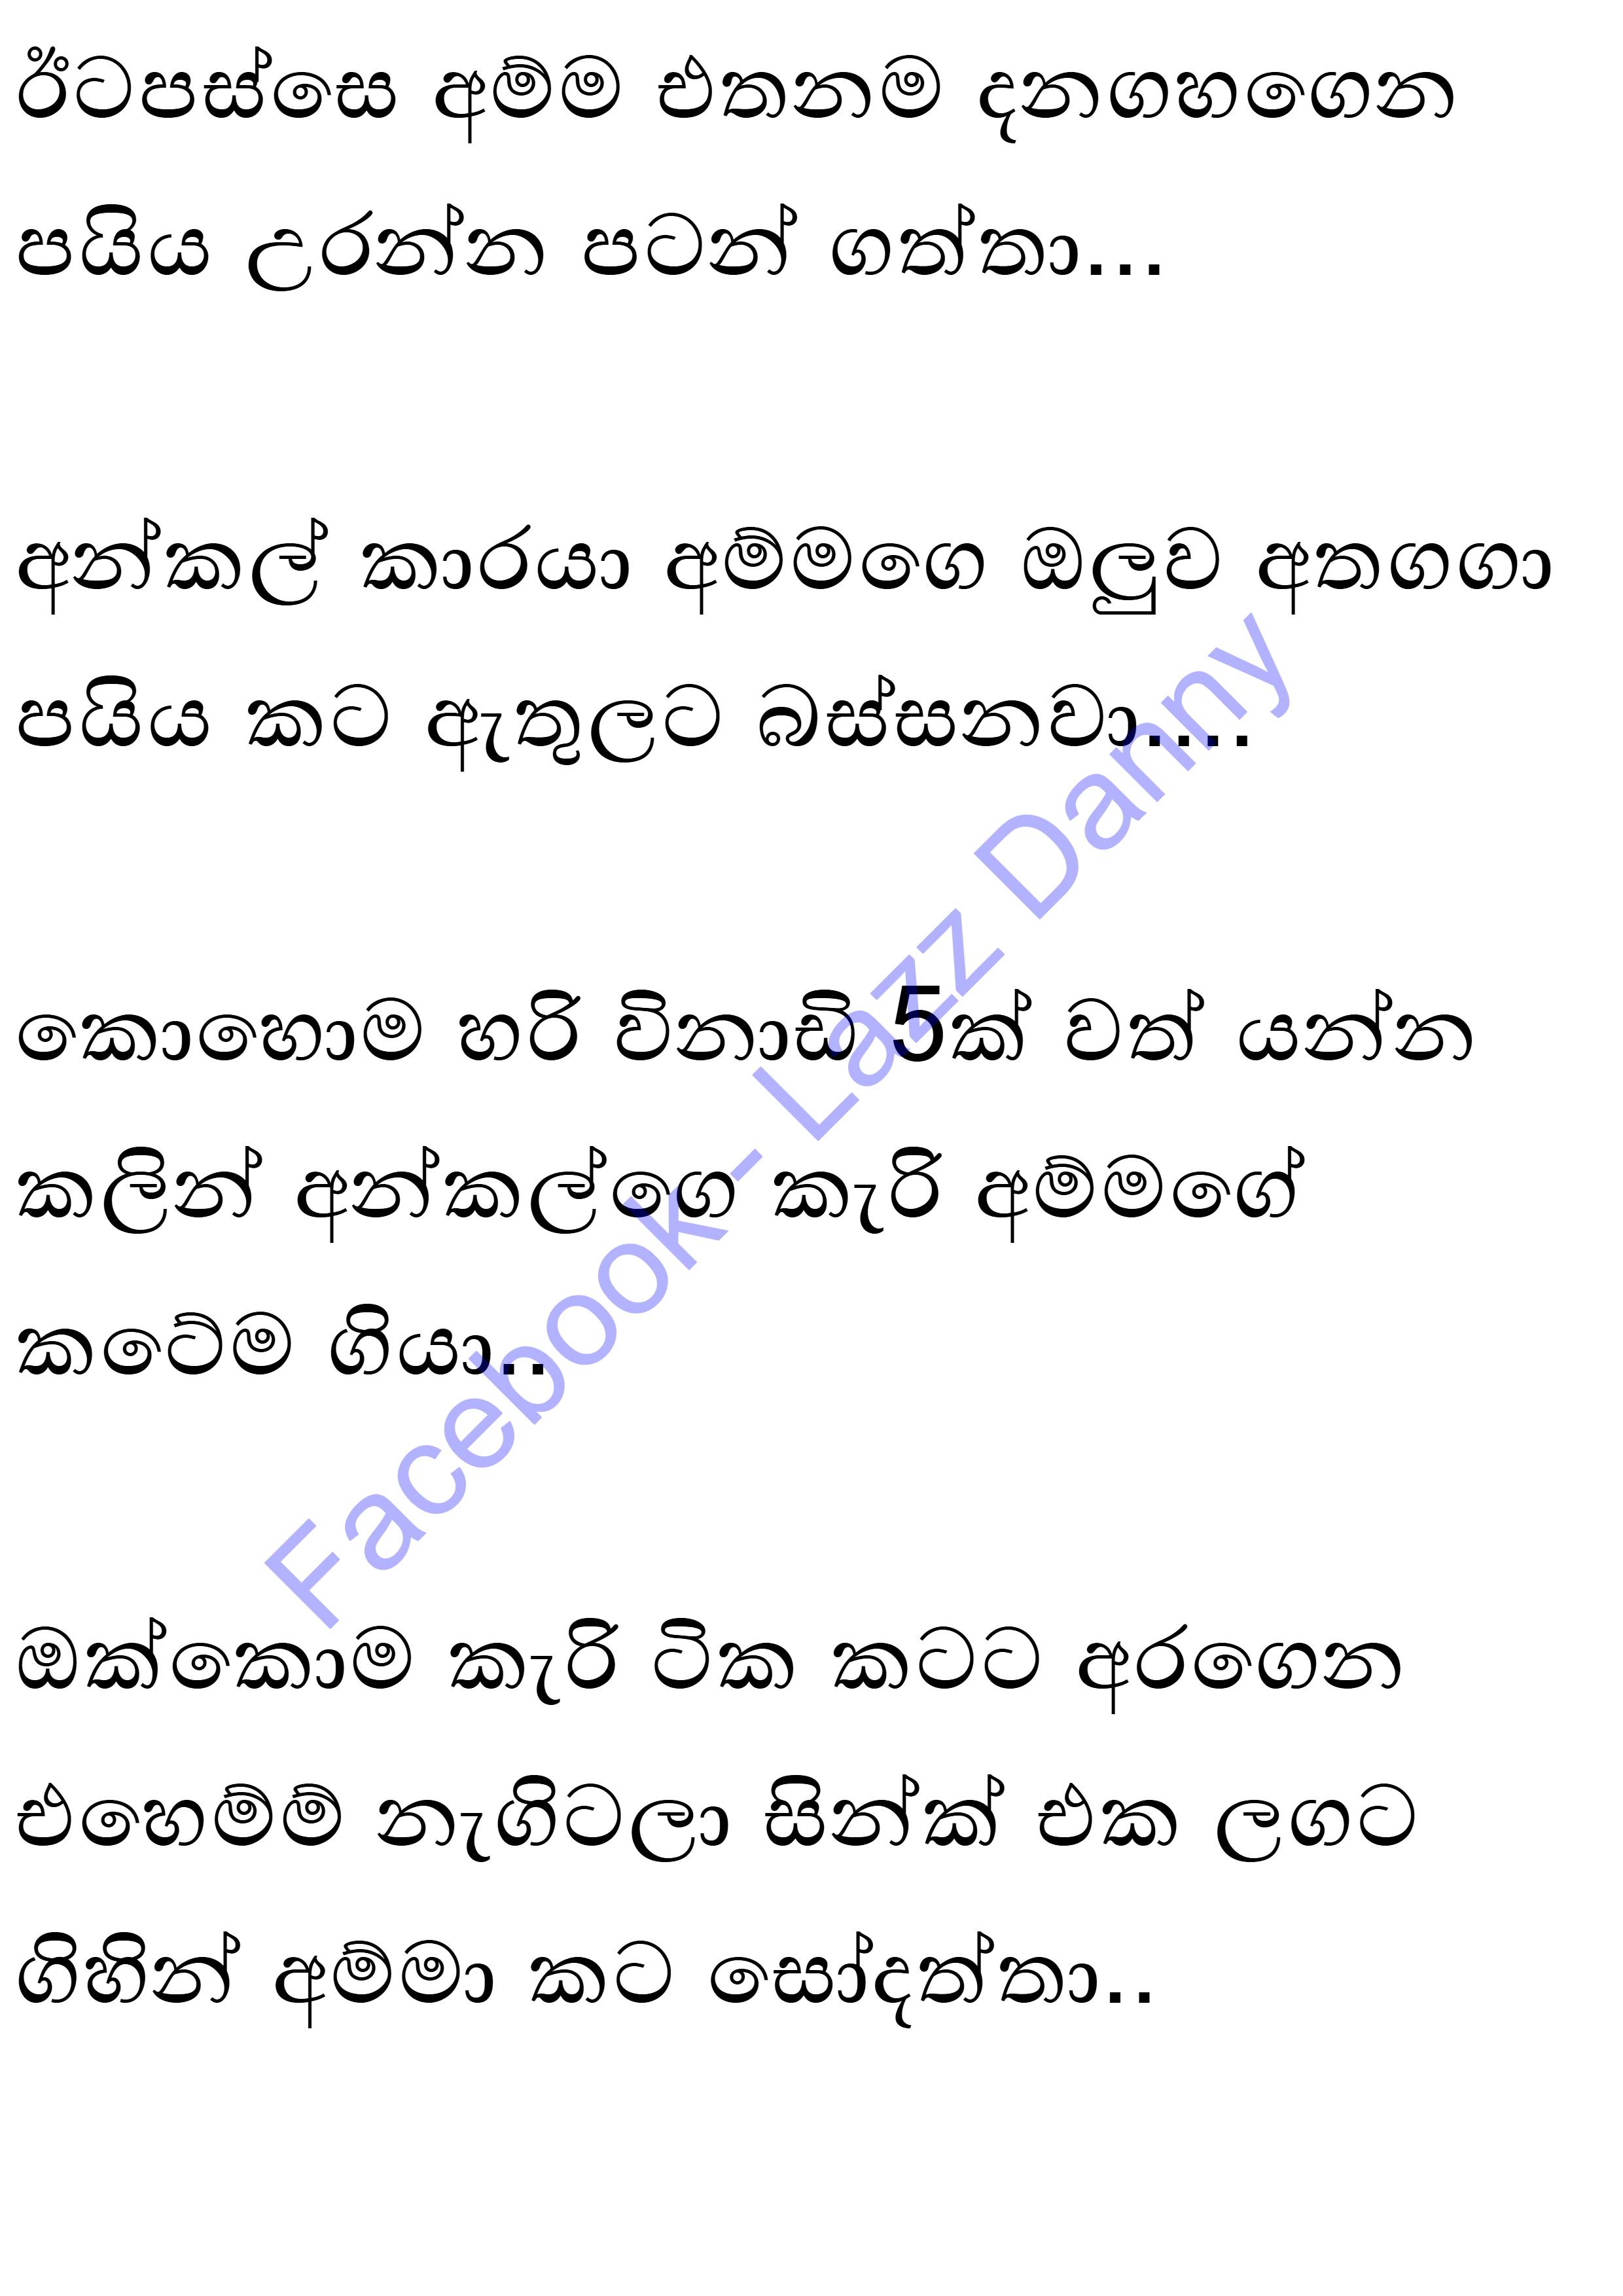 ඊටපස්සෙ අම්ම එතනම දනගහගෙන
පයිය උරන්න පටන් ගත්තා...
අන්කල් කාරයා අම්මගෙ ඔලුව අතගගා
පයිය කට ඇතුලට බස්සනවා....
කොහොම හරි විනාඩි 5ක් වත් යන්න
කලින් අන්කල්ගෙ කැරි අම්මගේ
කටේම ගියා..
ඔක්කොම කැරි ටික කටට අරගෙන
එහෙම්ම් නැගිටලා සින්ක් එක ලගට
ගිහින් අම්මා කට සෝදත්තා..
Facebook- Lazz Danny